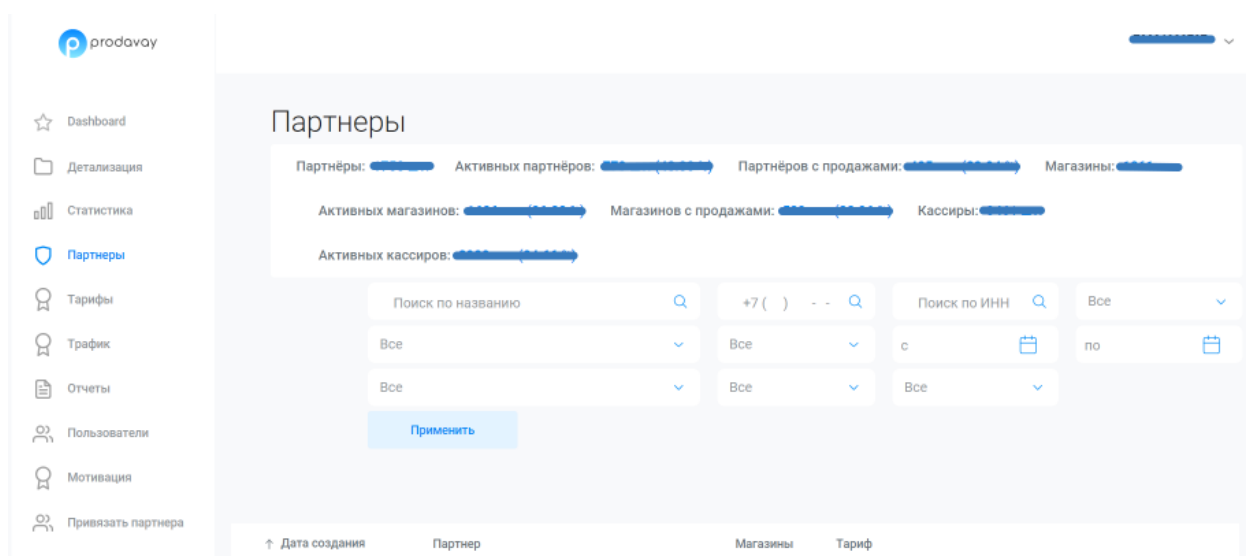 prodavay
Dashboard
Детализация
Статистика
Партнеры
Тарифы
Трафик
Отчеты
Пользователи
Мотивация
Привязать партнера
Партнеры
Партнёры: Активных партнёров: Партнёров с продажами: Магазины:
Активных магазинов: Магазинов с продажами: Кассиры:
Активных кассиров:
Поиск по названию +7 ( ) - - Поиск по ИНН Все
Все Все с по
Все Все Все
Применить
↑ Дата создания Партнер Магазины Тариф